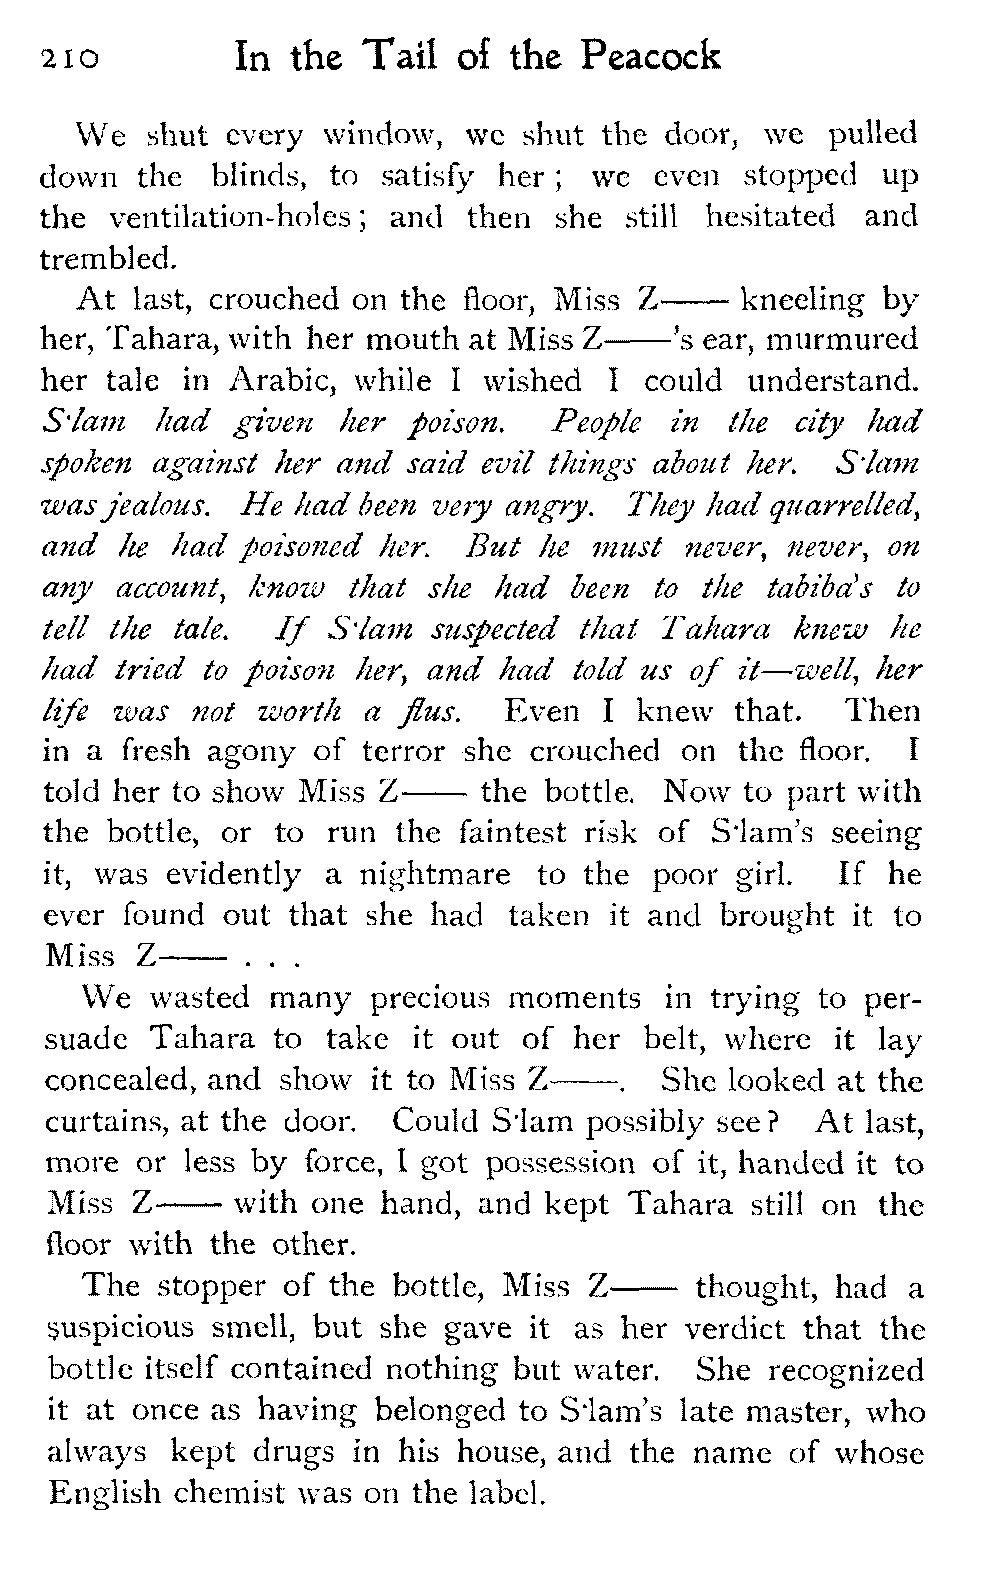 210 In the Tail of the Peacock
We shut every window, we shut the door, we pulled
down the blinds, to satisfy her; we even stopped up
the ventilation-holes; and then she still hesitated and
trembled.
At last, crouched on the floor, Miss Z—— kneeling by
her, Tahara, with her mouth at Miss Z——'s ear, murmured
her tale in Arabic, while I wished I could understand.
S·lam had given her poison. People in the city had
spoken against her and said evil things about her. S·lam
was jealous. He had been very angry. They had quarrelled,
and he had poisoned her. But he must never, never, on
any account, know that she had been to the tabiba's to
tell the tale. If S·lam suspected that Tahara knew he
had tried to poison her, and had told us of it—well, her
life was not worth a flus. Even I knew that. Then
in a fresh agony of terror she crouched on the floor. I
told her to show Miss Z—— the bottle. Now to part with
the bottle, or to run the faintest risk of S·lam's seeing
it, was evidently a nightmare to the poor girl. If he
ever found out that she had taken it and brought it to
Miss Z—— . . .
We wasted many precious moments in trying to per-
suade Tahara to take it out of her belt, where it lay
concealed, and show it to Miss Z——. She looked at the
curtains, at the door. Could S·lam possibly see? At last,
more or less by force, I got possession of it, handed it to
Miss Z—— with one hand, and kept Tahara still on the
floor with the other.
The stopper of the bottle, Miss Z—— thought, had a
suspicious smell, but she gave it as her verdict that the
bottle itself contained nothing but water. She recognized
it at once as having belonged to S·lam's late master, who
always kept drugs in his house, and the name of whose
English chemist was on the label.